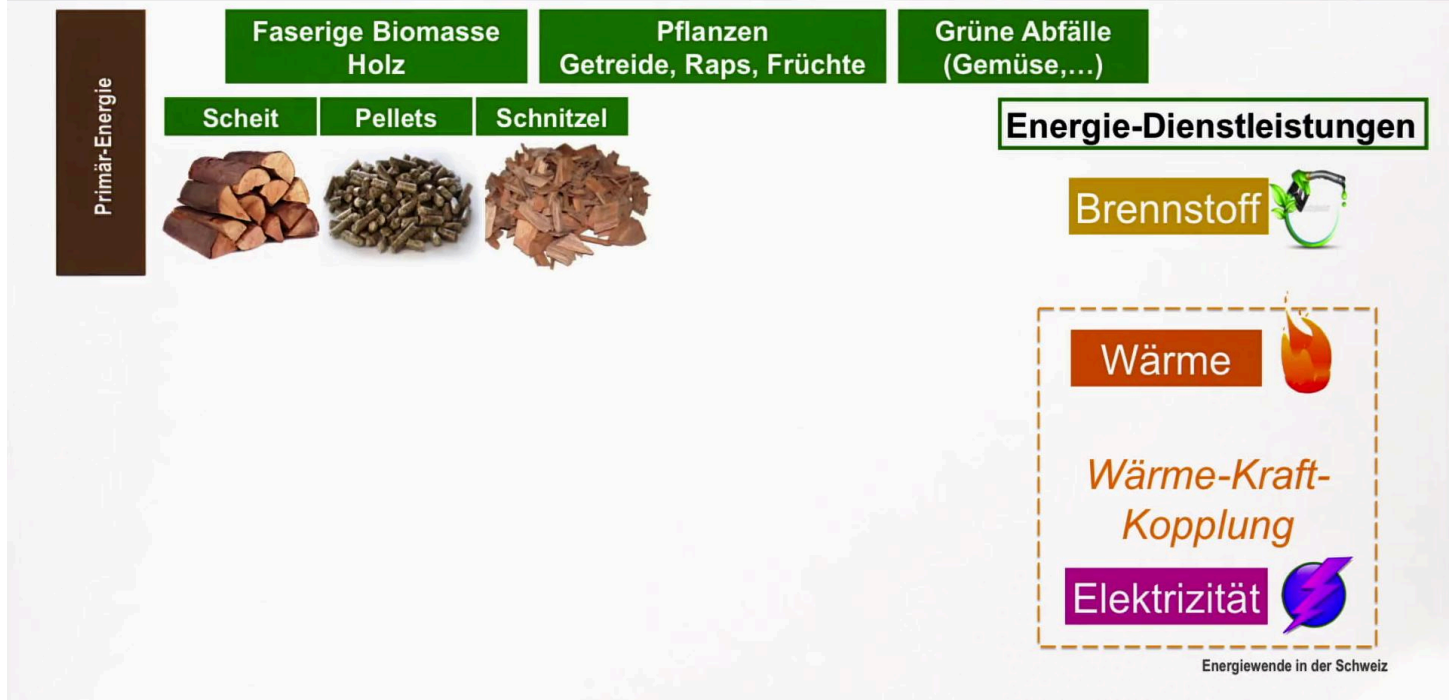 Primär-Energie
Faserige Biomasse
Holz
Pflanzen
Getreide, Raps, Früchte
Grüne Abfälle
(Gemüse,...)
Scheit
Pellets
Schnitzel
Energie-Dienstleistungen
Brennstoff
Wärme
Wärme-Kraft-
Kopplung
Elektrizität
Energiewende in der Schweiz